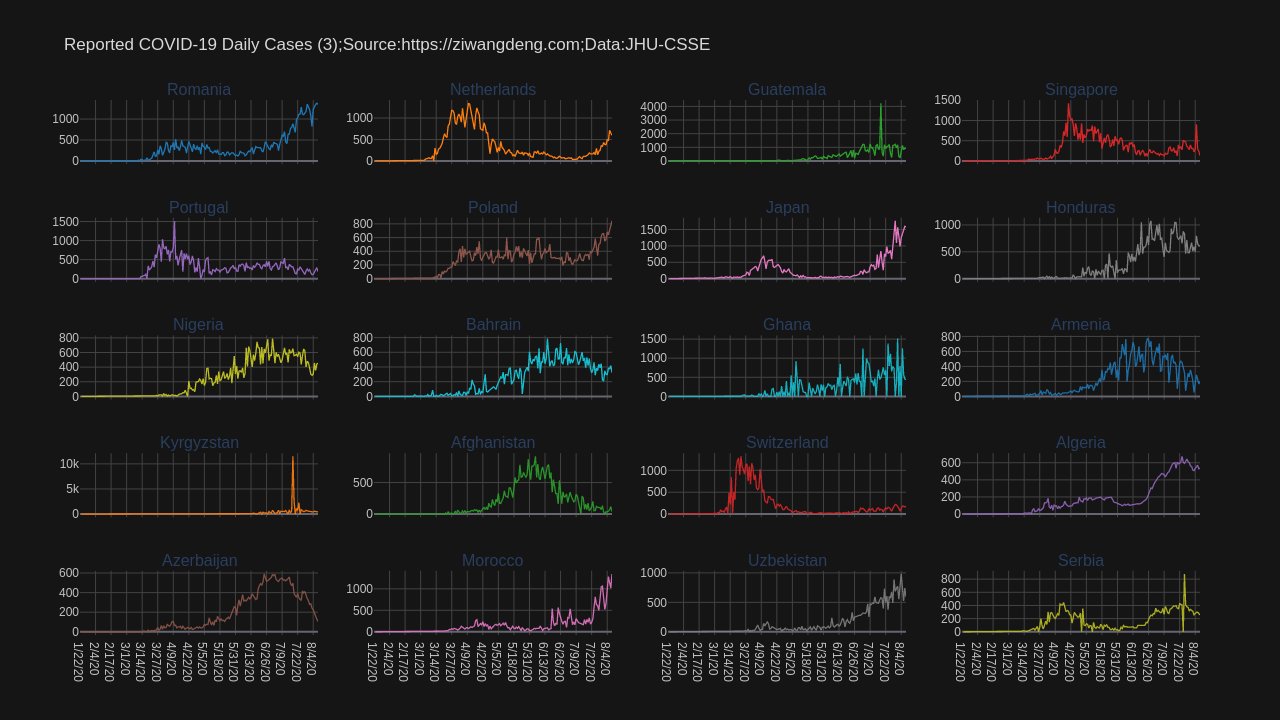 Reported COVID-19 Daily Cases (3);Source:https://ziwangdeng.com;Data:JHU-CSSE
Romania Netherlands Guatemala Singapore
1000 500 0
1000 500 0
4000 3000 2000 1000 0
1500 1000 500 0
Portugal Poland Japan Honduras
1500 1000 500 0
800 600 400 200 0
1500 1000 500 0
1000 500 0
Nigeria Bahrain Ghana Armenia
800 600 400 200 0
800 600 400 200 0
1500 1000 500 0
800 600 400 200 0
Kyrgyzstan Afghanistan Switzerland Algeria
10k 5k 0
500 0
1000 500 0
600 400 200 0
Azerbaijan Morocco Uzbekistan Serbia
600 400 200 0
1000 500 0
1000 500 0
800 600 400 200 0
1/22/20 2/4/20 2/17/20 3/1/20 3/14/20 3/27/20 4/9/20 4/22/20 5/5/20 5/18/20 5/31/20 6/13/20 6/26/20 7/9/20 7/22/20 8/4/20
1/22/20 2/4/20 2/17/20 3/1/20 3/14/20 3/27/20 4/9/20 4/22/20 5/5/20 5/18/20 5/31/20 6/13/20 6/26/20 7/9/20 7/22/20 8/4/20
1/22/20 2/4/20 2/17/20 3/1/20 3/14/20 3/27/20 4/9/20 4/22/20 5/5/20 5/18/20 5/31/20 6/13/20 6/26/20 7/9/20 7/22/20 8/4/20
1/22/20 2/4/20 2/17/20 3/1/20 3/14/20 3/27/20 4/9/20 4/22/20 5/5/20 5/18/20 5/31/20 6/13/20 6/26/20 7/9/20 7/22/20 8/4/20